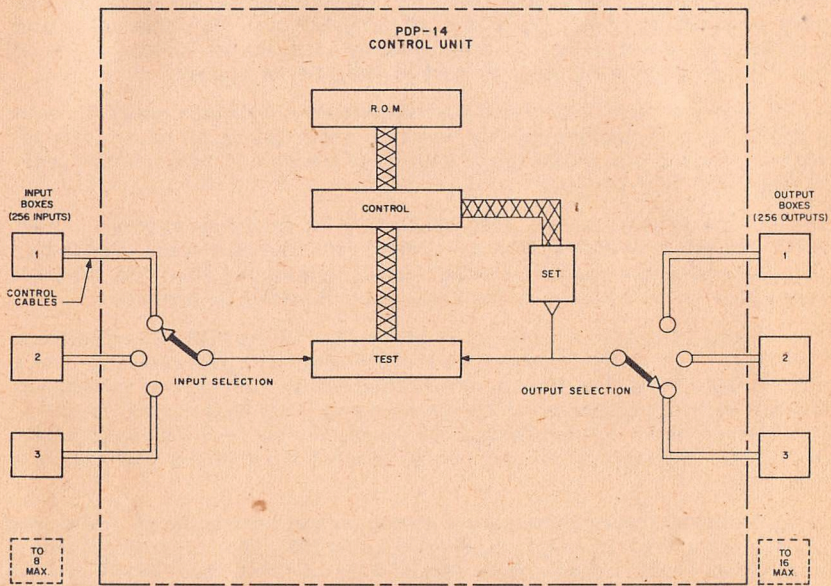 PDP-14
CONTROL UNIT
R.O.M.
CONTROL
SET
TEST
INPUT
BOXES
(256 INPUTS)
1
CONTROL
CABLES
2
3
TO
8
MAX.
INPUT SELECTION
OUTPUT SELECTION
OUTPUT
BOXES
(256 OUTPUTS)
1
2
3
TO
16
MAX.